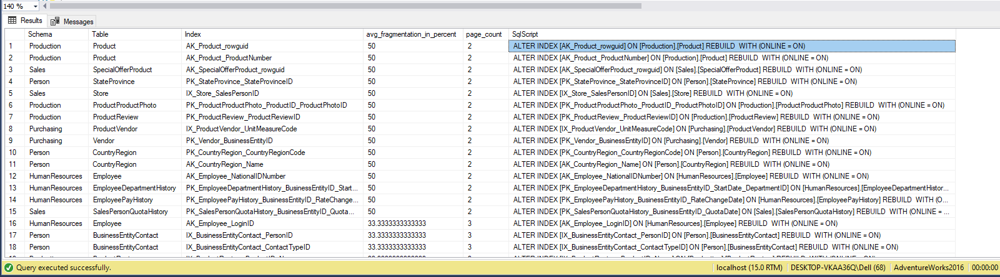 140 %
Results Messages
Schema Table Index avg_fragmentation_in_percent page_count SqlScript
1 Production Product AK_Product_rowguid 50 2 ALTER INDEX [AK_Product_rowguid] ON [Production].[Product] REBUILD WITH (ONLINE = ON)
2 Production Product AK_Product_ProductNumber 50 2 ALTER INDEX [AK_Product_ProductNumber] ON [Production].[Product] REBUILD WITH (ONLINE = ON)
3 Sales SpecialOfferProduct AK_SpecialOfferProduct_rowguid 50 2 ALTER INDEX [AK_SpecialOfferProduct_rowguid] ON [Sales].[SpecialOfferProduct] REBUILD WITH (ONLINE = ON)
4 Person StateProvince PK_StateProvince_StateProvinceID 50 2 ALTER INDEX [PK_StateProvince_StateProvinceID] ON [Person].[StateProvince] REBUILD WITH (ONLINE = ON)
5 Sales Store IX_Store_SalesPersonID 50 2 ALTER INDEX [IX_Store_SalesPersonID] ON [Sales].[Store] REBUILD WITH (ONLINE = ON)
6 Production ProductProductPhoto PK_ProductProductPhoto_ProductID_ProductPhotoID 50 2 ALTER INDEX [PK_ProductProductPhoto_ProductID_ProductPhotoID] ON [Production].[ProductProductPhoto] REBUILD WITH (ONLINE = ON)
7 Production ProductReview PK_ProductReview_ProductReviewID 50 2 ALTER INDEX [PK_ProductReview_ProductReviewID] ON [Production].[ProductReview] REBUILD WITH (ONLINE = ON)
8 Purchasing ProductVendor IX_ProductVendor_UnitMeasureCode 50 2 ALTER INDEX [IX_ProductVendor_UnitMeasureCode] ON [Purchasing].[ProductVendor] REBUILD WITH (ONLINE = ON)
9 Purchasing Vendor PK_Vendor_BusinessEntityID 50 2 ALTER INDEX [PK_Vendor_BusinessEntityID] ON [Purchasing].[Vendor] REBUILD WITH (ONLINE = ON)
10 Person CountryRegion PK_CountryRegion_CountryRegionCode 50 2 ALTER INDEX [PK_CountryRegion_CountryRegionCode] ON [Person].[CountryRegion] REBUILD WITH (ONLINE = ON)
11 Person CountryRegion AK_CountryRegion_Name 50 2 ALTER INDEX [AK_CountryRegion_Name] ON [Person].[CountryRegion] REBUILD WITH (ONLINE = ON)
12 HumanResources Employee AK_Employee_NationalIDNumber 50 2 ALTER INDEX [AK_Employee_NationalIDNumber] ON [HumanResources].[Employee] REBUILD WITH (ONLINE = ON)
13 HumanResources EmployeeDepartmentHistory PK_EmployeeDepartmentHistory_BusinessEntityID_Start... 50 2 ALTER INDEX [PK_EmployeeDepartmentHistory_BusinessEntityID_StartDate_DepartmentID] ON [HumanResources].[EmployeeDepartmentHistor...
14 HumanResources EmployeePayHistory PK_EmployeePayHistory_BusinessEntityID_RateChange... 50 2 ALTER INDEX [PK_EmployeePayHistory_BusinessEntityID_RateChangeDate] ON [HumanResources].[EmployeePayHistory] REBUILD WITH (O...
15 Sales SalesPersonQuotaHistory PK_SalesPersonQuotaHistory_BusinessEntityID_Quota... 50 2 ALTER INDEX [PK_SalesPersonQuotaHistory_BusinessEntityID_QuotaDate] ON [Sales].[SalesPersonQuotaHistory] REBUILD WITH (ONLINE = ...
16 HumanResources Employee AK_Employee_LoginID 33.3333333333333 3 ALTER INDEX [AK_Employee_LoginID] ON [HumanResources].[Employee] REBUILD WITH (ONLINE = ON)
17 Person BusinessEntityContact IX_BusinessEntityContact_PersonID 33.3333333333333 3 ALTER INDEX [IX_BusinessEntityContact_PersonID] ON [Person].[BusinessEntityContact] REBUILD WITH (ONLINE = ON)
18 Person BusinessEntityContact IX_BusinessEntityContact_ContactTypeID 33.3333333333333 3 ALTER INDEX [IX_BusinessEntityContact_ContactTypeID] ON [Person].[BusinessEntityContact] REBUILD WITH (ONLINE = ON)
Query executed successfully. localhost (15.0 RTM) DESKTOP-VKAA36Q\Dell (68) AdventureWorks2016 00:00:00